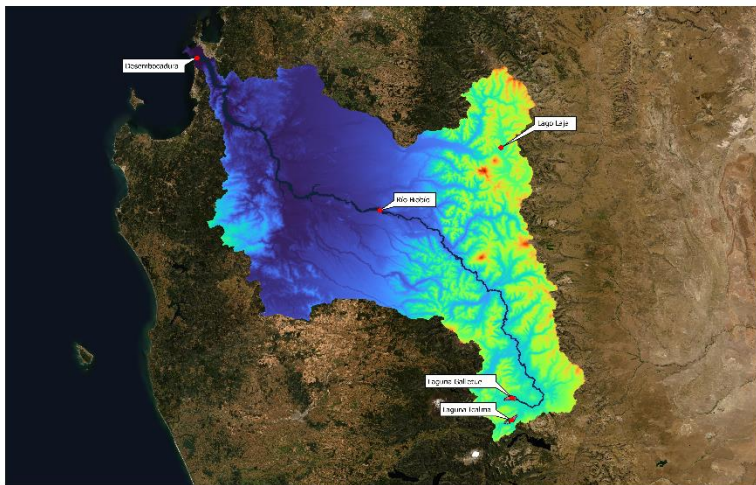 Desembocadura
Lago Laja
Río Biobío
Laguna Galletué
Laguna Icalma